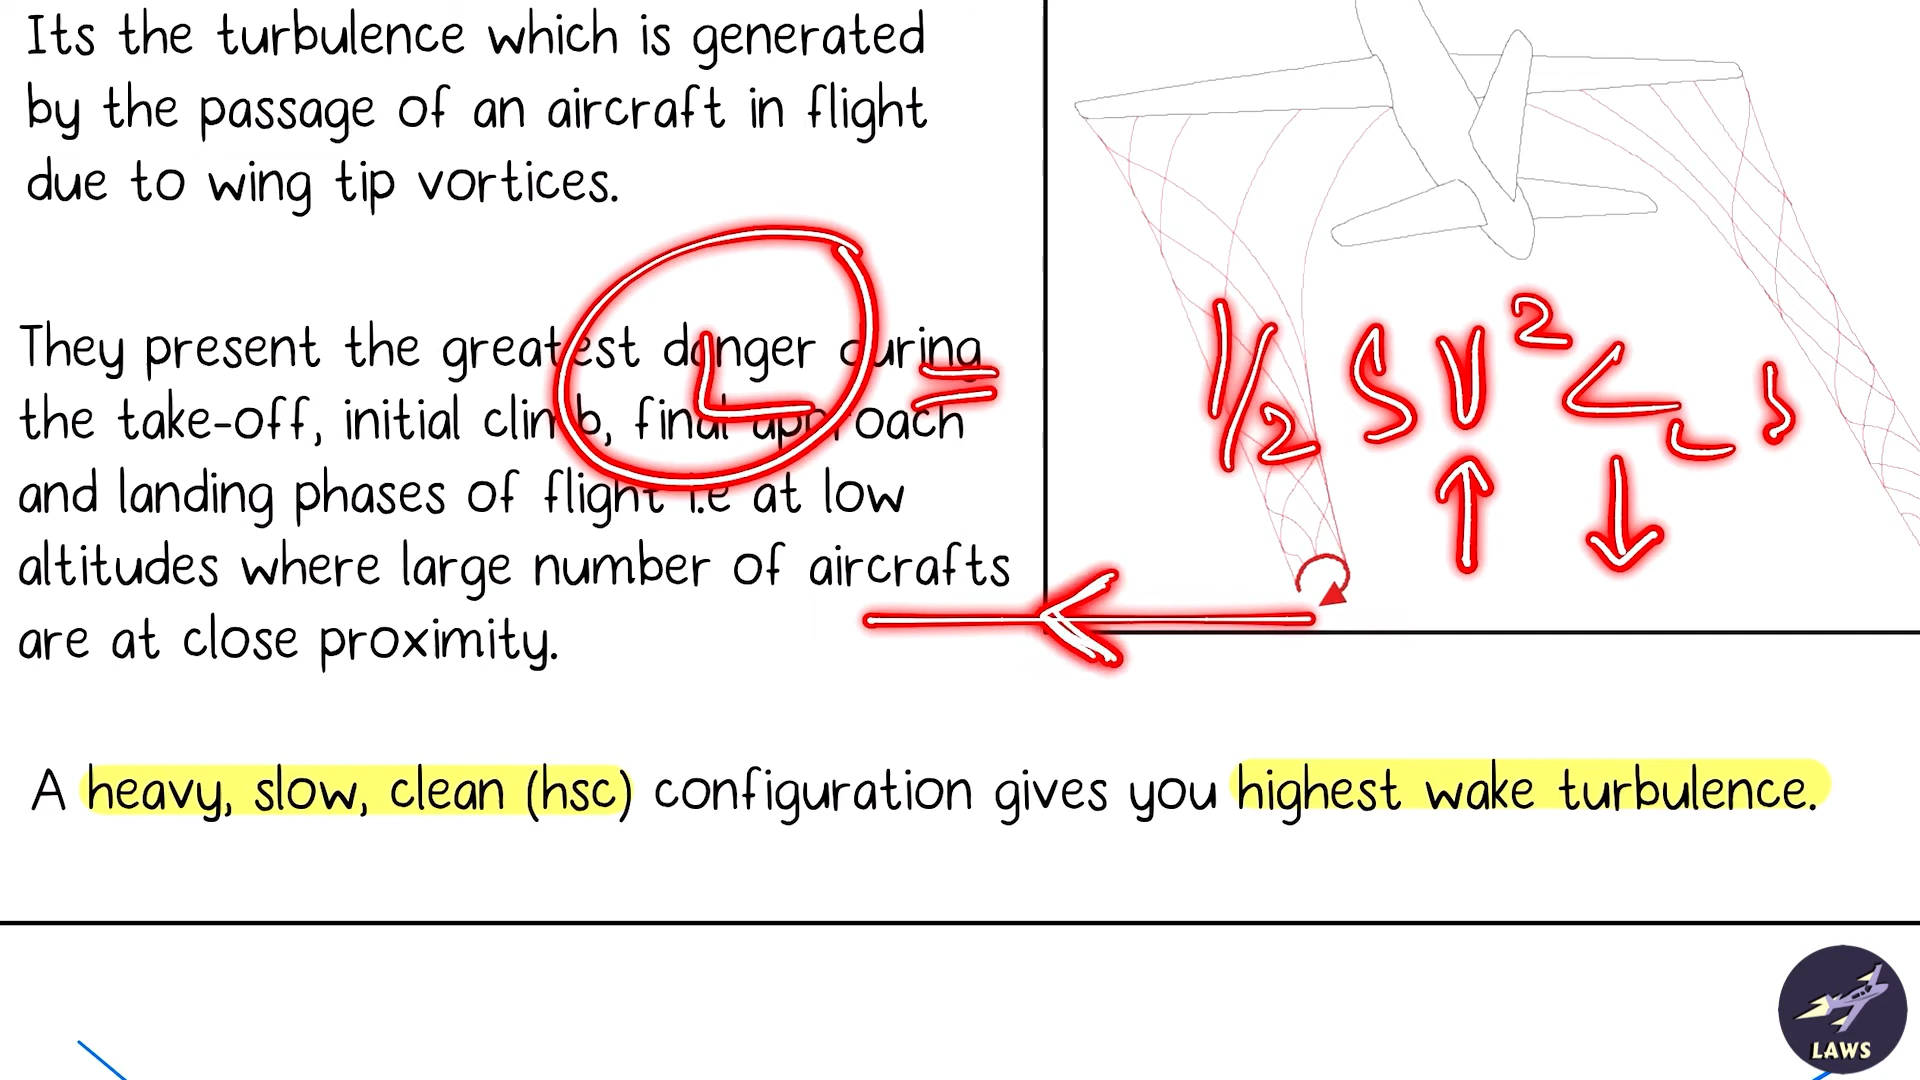 Its the turbulence which is generated
by the passage of an aircraft in flight
due to wing tip vortices.
They present the greatest danger during
the take-off, initial climb, final approach
and landing phases of flight i.e at low
altitudes where large number of aircrafts
are at close proximity.
L = 1/2 S V² C L S
A heavy, slow, clean (hsc) configuration gives you highest wake turbulence.
LAWS